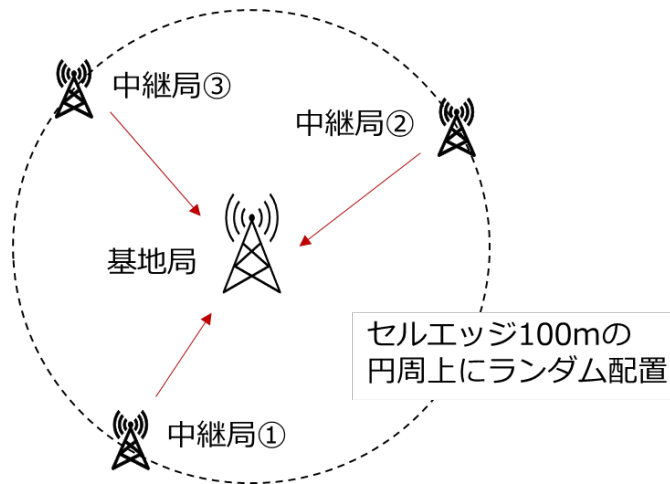 中継局③
中継局②
基地局
セルエッジ100mの
円周上にランダム配置
中継局①